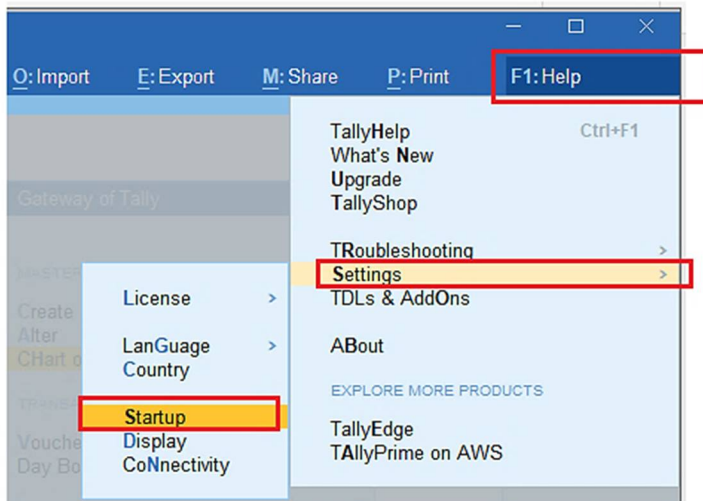 O: Import E: Export M: Share P: Print F1: Help
TallyHelp Ctrl+F1
What's New
Upgrade
TallyShop
Gateway of Tally
TRoubleshooting >
Settings >
TDLs & AddOns
ABout
EXPLORE MORE PRODUCTS
TallyEdge
TAllyPrime on AWS
License >
LanGuage >
Country
Startup
Display
CoNnectivity
MASTER
Create
Alter
CHart o
TRANSA
Vouche
Day Bo